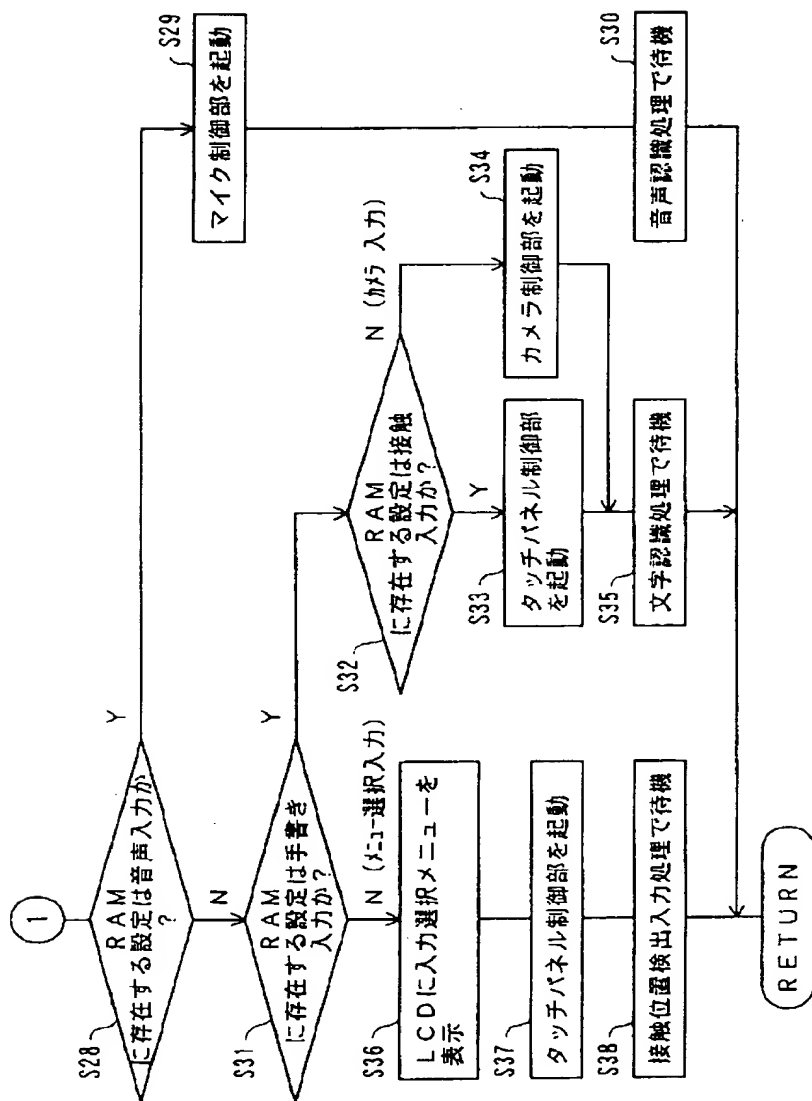 1
S28
RAM
に存在する設定は音声入力か
?
Y
N
S29
マイク制御部を起動
S30
音声認識処理で待機
S31
RAM
に存在する設定は手書き
入力か?
Y
N (メニュー選択入力)
S32
RAM
に存在する設定は接触
入力か?
Y
N (カメラ 入力)
S33
タッチパネル制御部
を起動
S34
カメラ制御部を起動
S35
文字認識処理で待機
S36
LCDに入力選択メニューを
表示
S37
タッチパネル制御部を起動
S38
接触位置検出入力処理で待機
RETURN